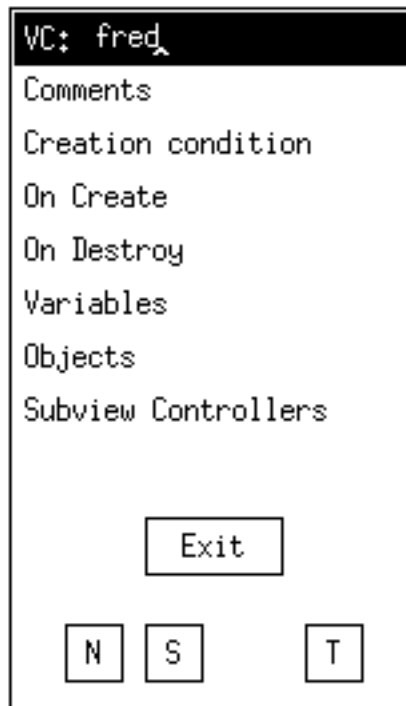 VC: fred
Comments
Creation condition
On Create
On Destroy
Variables
Objects
Subview Controllers
Exit
N S T